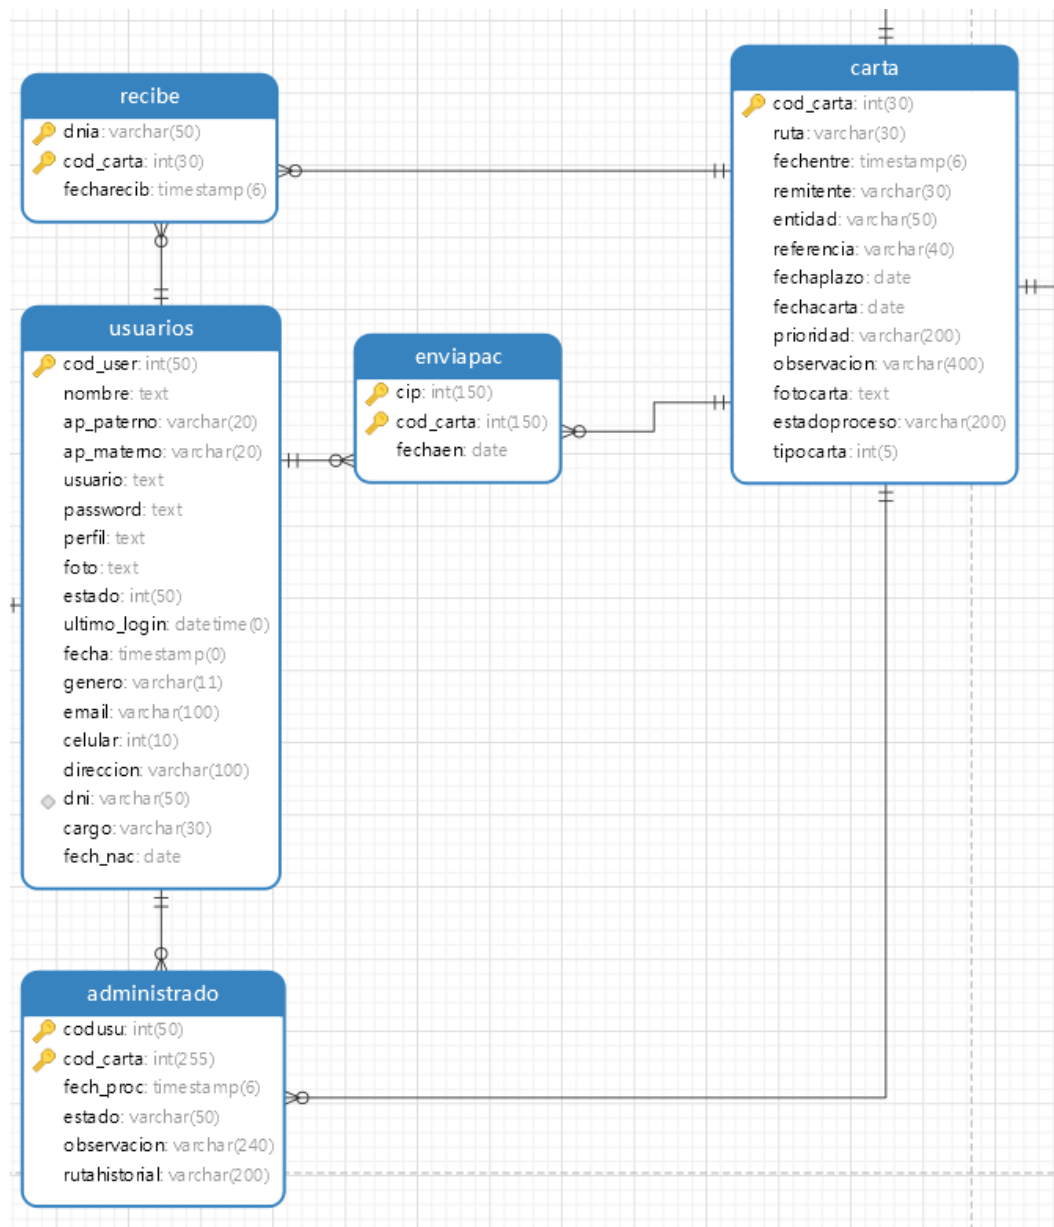 recibe
dnia: varchar(50)
cod_carta: int(30)
fecharecib: timestamp(6)
usuarios
cod_user: int(50)
nombre: text
ap_paterno: varchar(20)
ap_materno: varchar(20)
usuario: text
password: text
perfil: text
foto: text
estado: int(50)
ultimo_login: datetime(0)
fecha: timestamp(0)
genero: varchar(11)
email: varchar(100)
celular: int(10)
direccion: varchar(100)
dni: varchar(50)
cargo: varchar(30)
fech_nac: date
enviapac
cip: int(150)
cod_carta: int(150)
fechaen: date
carta
cod_carta: int(30)
ruta: varchar(30)
fechentre: timestamp(6)
remitente: varchar(30)
entidad: varchar(50)
referencia: varchar(40)
fechaplazo: date
fechacarta: date
prioridad: varchar(200)
observacion: varchar(400)
fotocarta: text
estadoproceso: varchar(200)
tipocarta: int(5)
administrado
codusu: int(50)
cod_carta: int(255)
fech_proc: timestamp(6)
estado: varchar(50)
observacion: varchar(240)
rutahistorial: varchar(200)